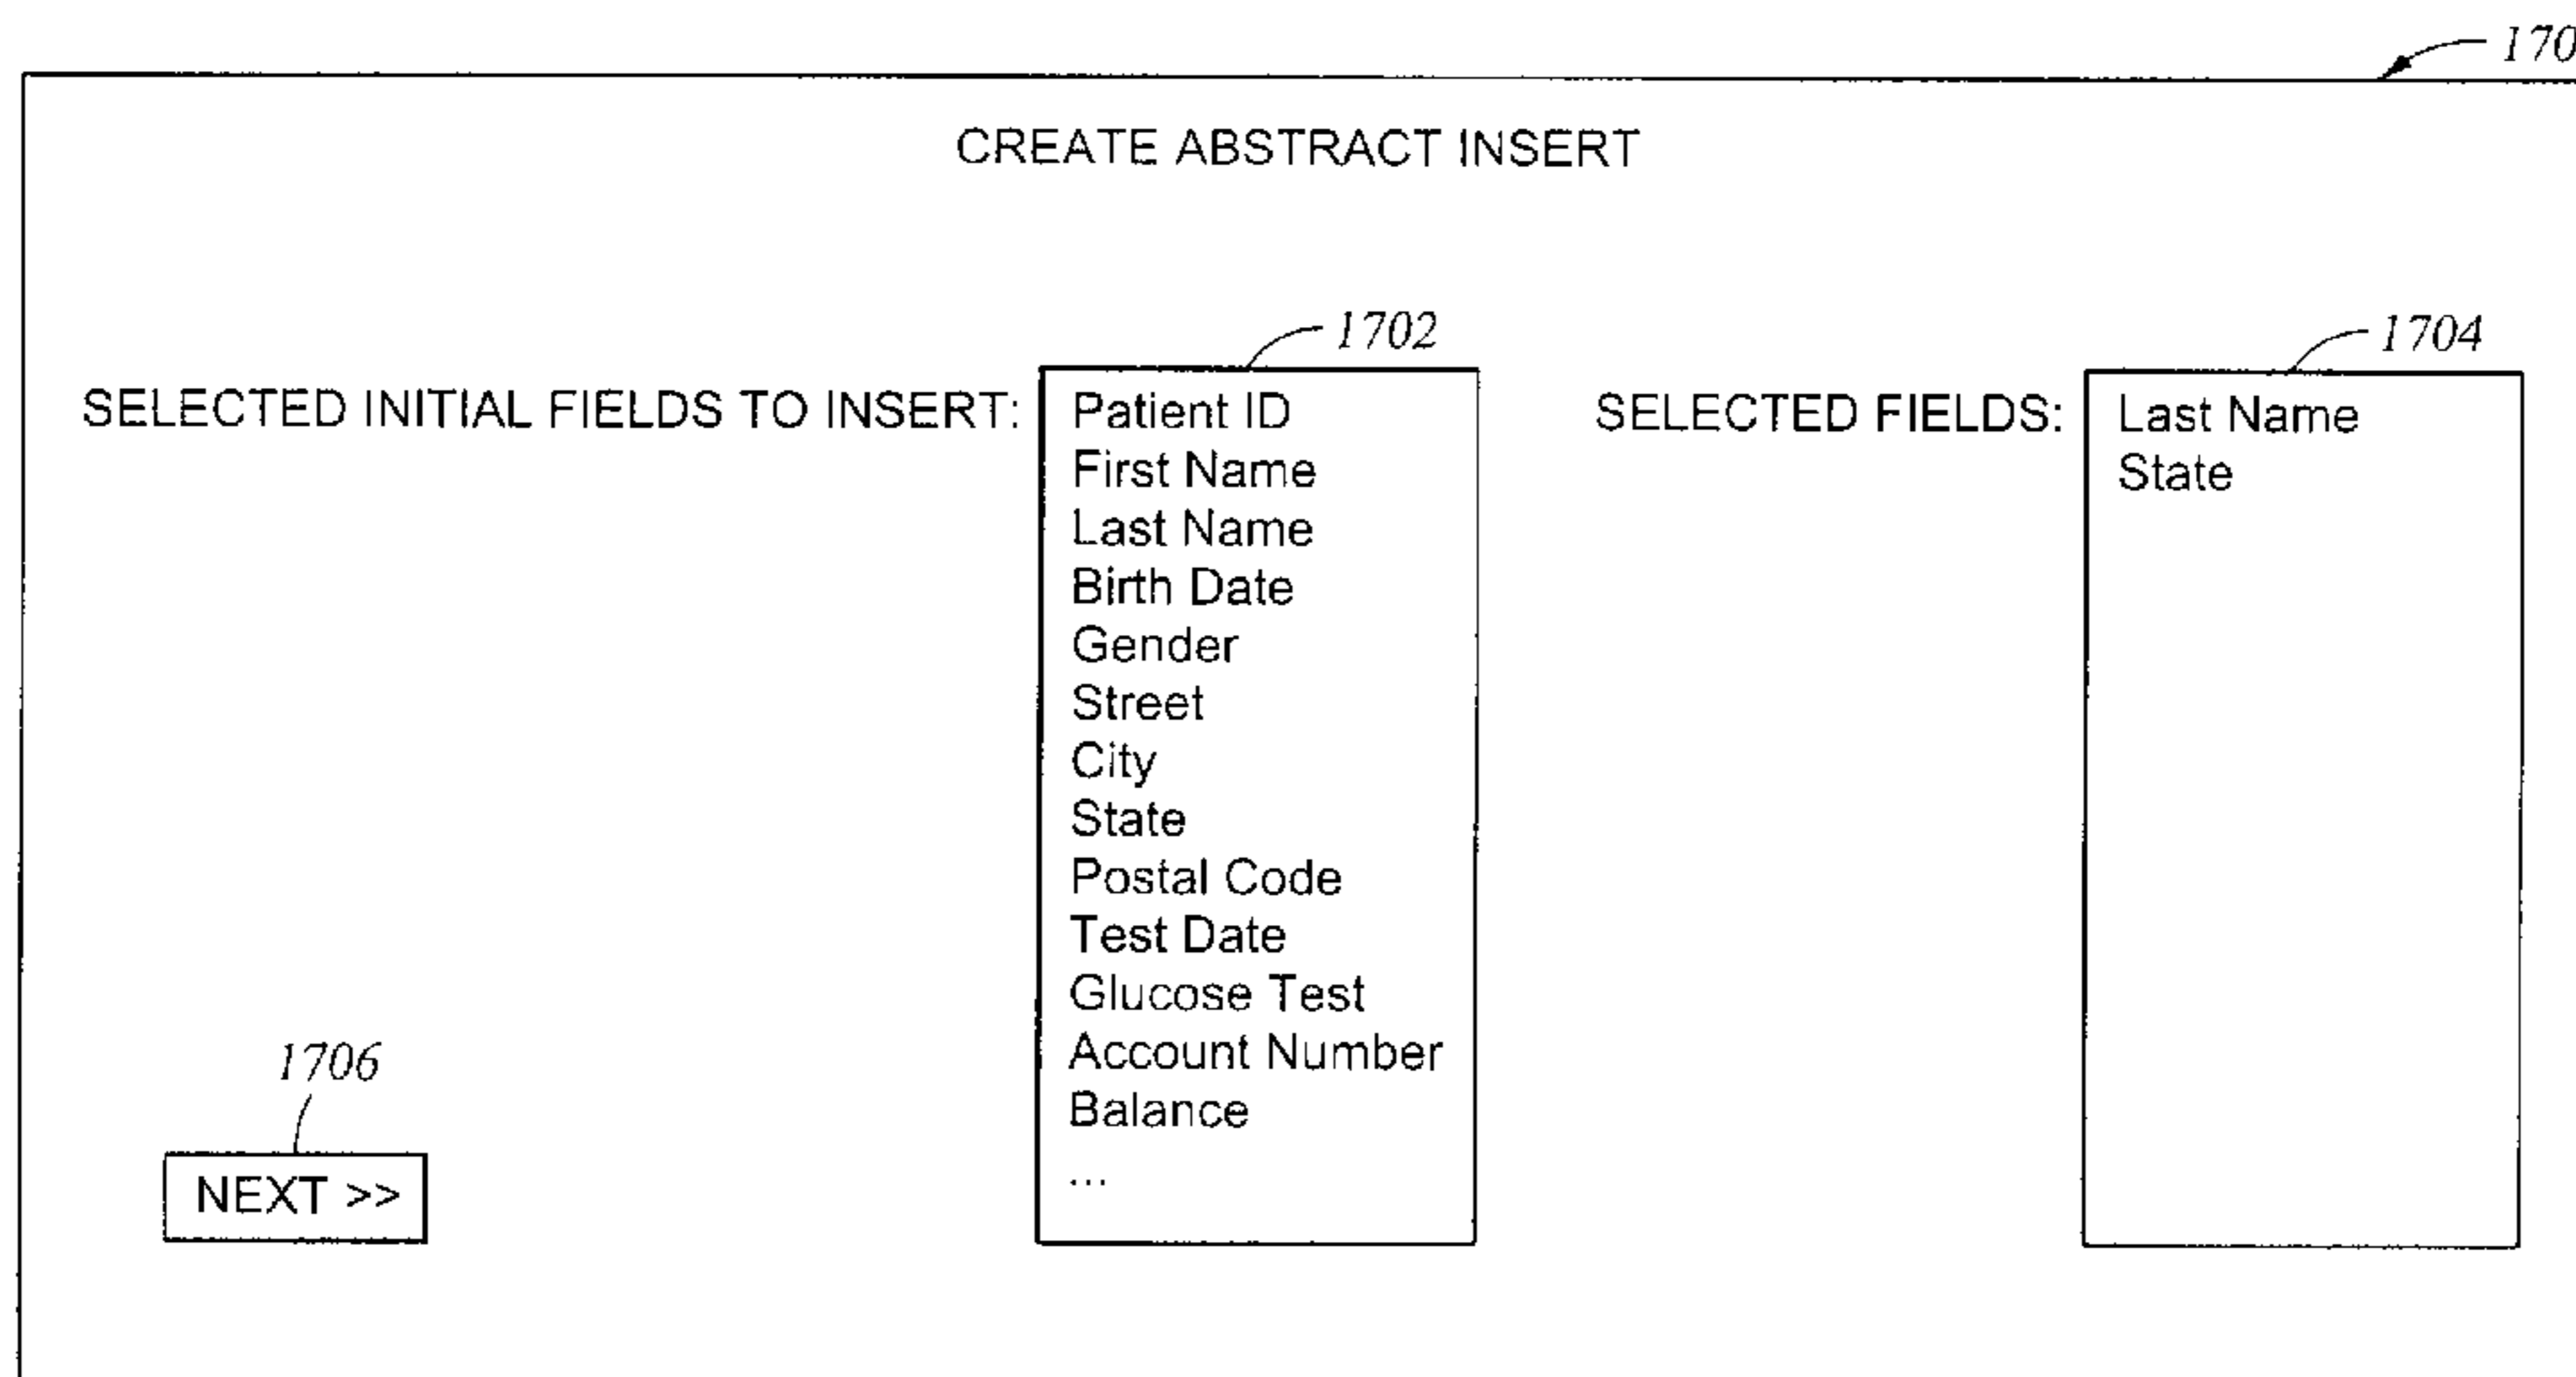 170
CREATE ABSTRACT INSERT
1702
1704
SELECTED INITIAL FIELDS TO INSERT:
Patient ID
First Name
Last Name
Birth Date
Gender
Street
City
State
Postal Code
Test Date
Glucose Test
Account Number
Balance
...
SELECTED FIELDS:
Last Name
State
1706
NEXT >>